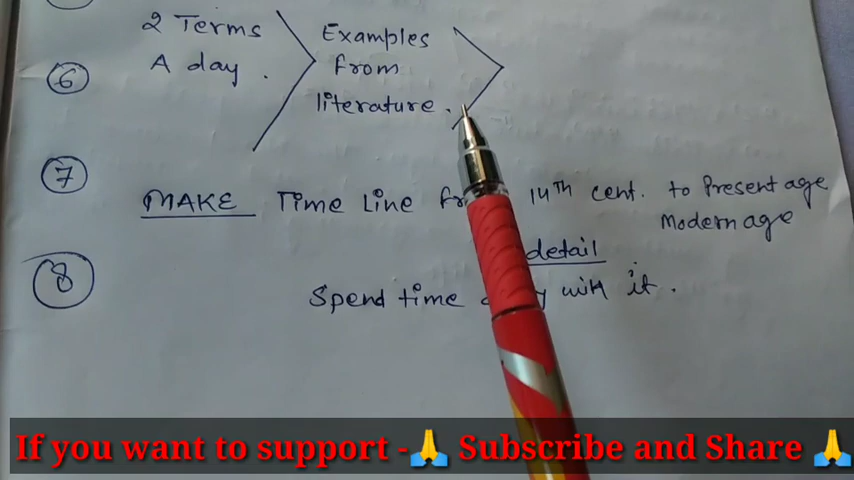 2 Terms
A day.
Examples
From
literature.
6
7
MAKE Time Line 14th cent. to Present age
Modern age
detail
8
Spend time with it.
If you want to support -🙏 Subscribe and Share 🙏